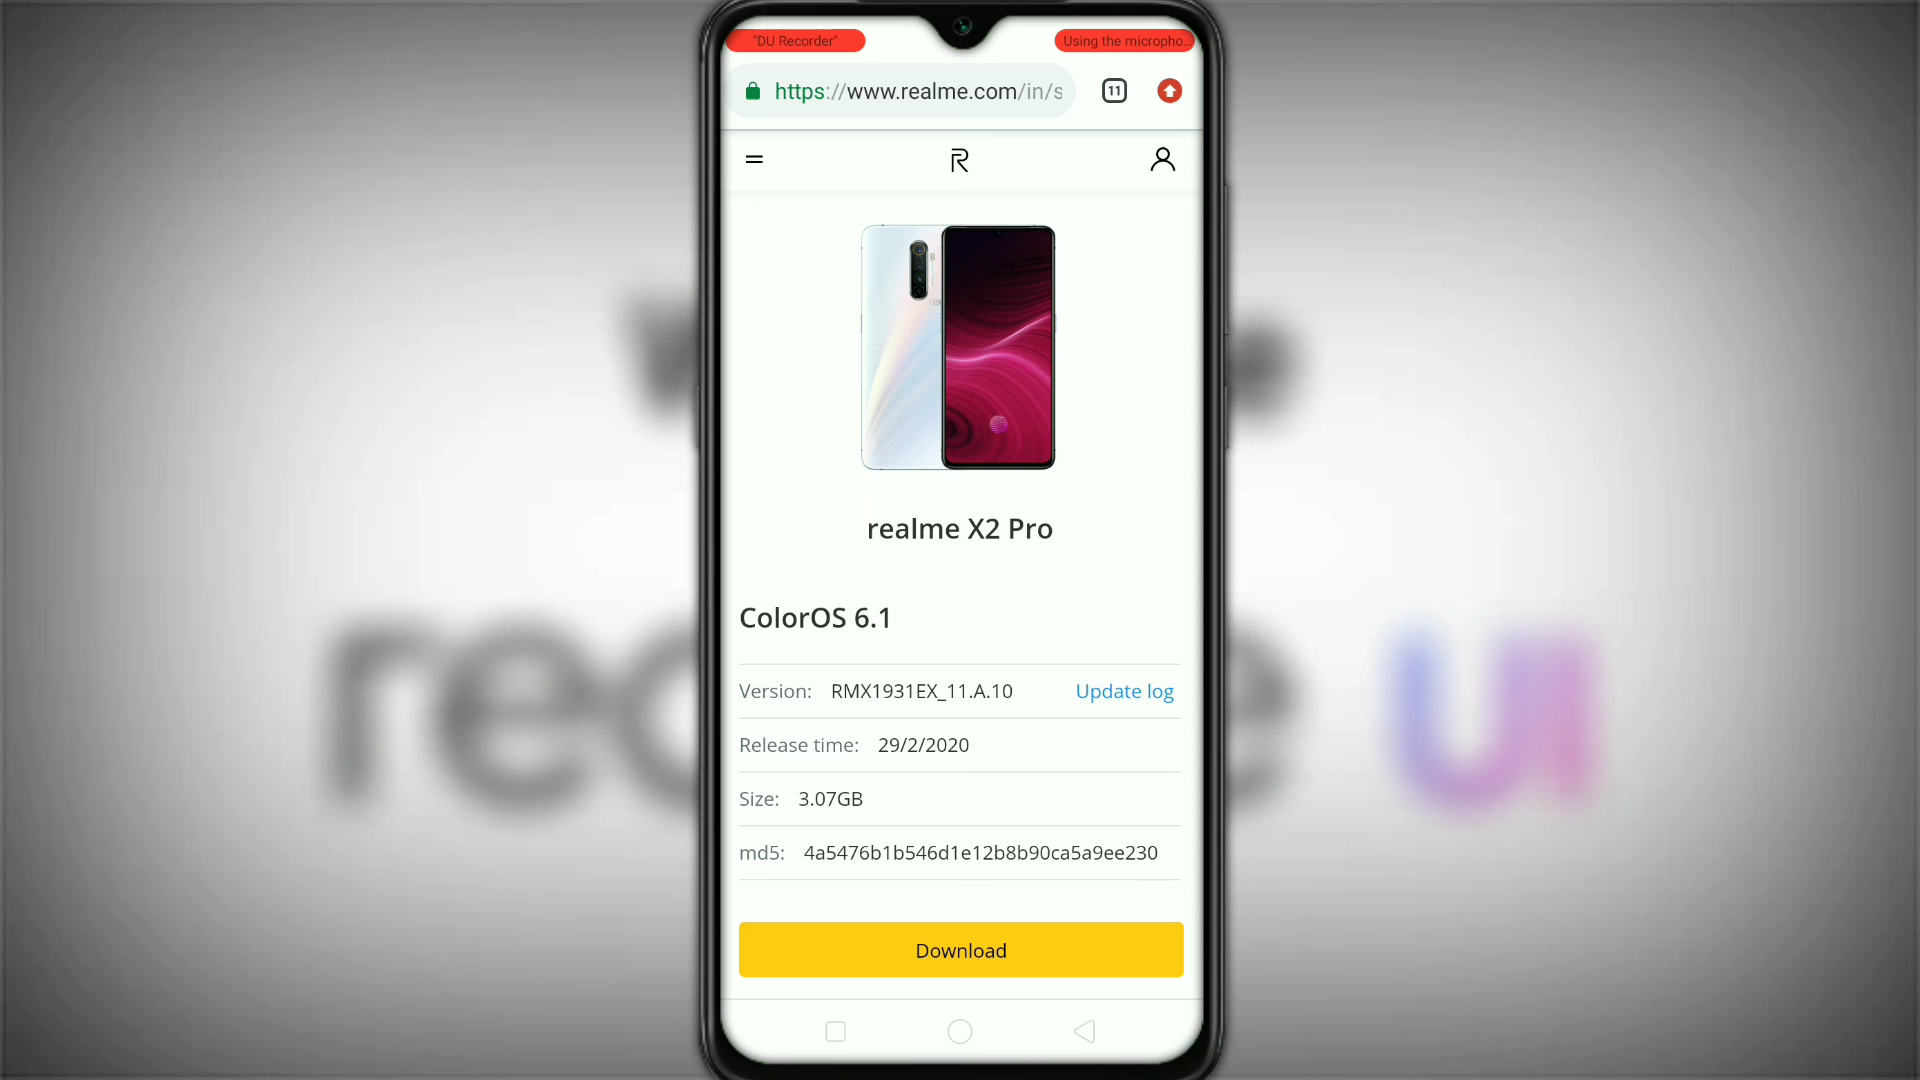 "DU Recorder"
Using the micropho...
https://www.realme.com/in/s
11
realme X2 Pro
ColorOS 6.1
Version: RMX1931EX_11.A.10 Update log
Release time: 29/2/2020
Size: 3.07GB
md5: 4a5476b1b546d1e12b8b90ca5a9ee230
Download
ui